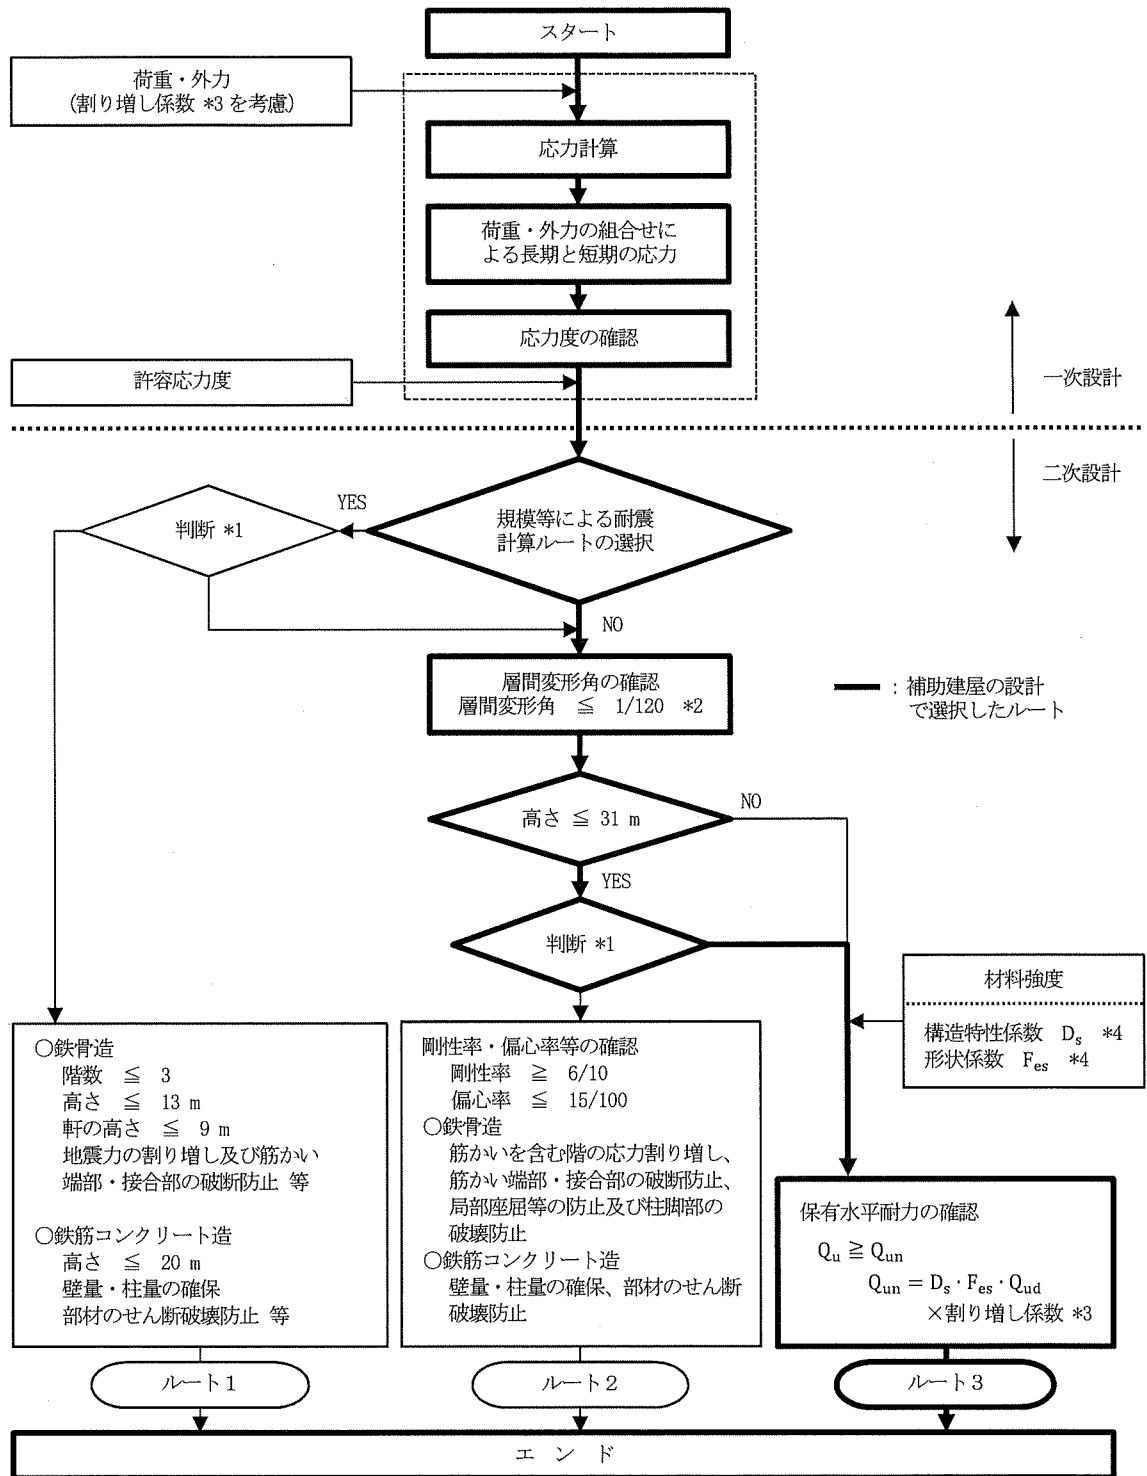 スタート
荷重・外力
(割り増し係数 *3 を考慮)
応力計算
荷重・外力の組合せに
よる長期と短期の応力
応力度の確認
許容応力度
一次設計
二次設計
規模等による耐震
計算ルートの選択
YES
判断 *1
NO
層間変形角の確認
層間変形角 ≦ 1/120 *2
:補助建屋の設計
で選択したルート
高さ ≦ 31 m
NO
YES
判断 *1
材料強度
構造特性係数 Ds *4
形状係数 Fes *4
○鉄骨造
階数 ≦ 3
高さ ≦ 13 m
軒の高さ ≦ 9 m
地震力の割り増し及び筋かい
端部・接合部の破断防止 等
○鉄筋コンクリート造
高さ ≦ 20 m
壁量・柱量の確保
部材のせん断破壊防止 等
剛性率・偏心率等の確認
剛性率 ≧ 6/10
偏心率 ≦ 15/100
○鉄骨造
筋かいを含む階の応力割り増し、
筋かい端部・接合部の破断防止、
局部座屈等の防止及び柱脚部の
破壊防止
○鉄筋コンクリート造
壁量・柱量の確保、部材のせん断
破壊防止
保有水平耐力の確認
Qu ≧ Qun
Qun = Ds · Fes · Qud
×割り増し係数 *3
ルート1
ルート2
ルート3
エンド